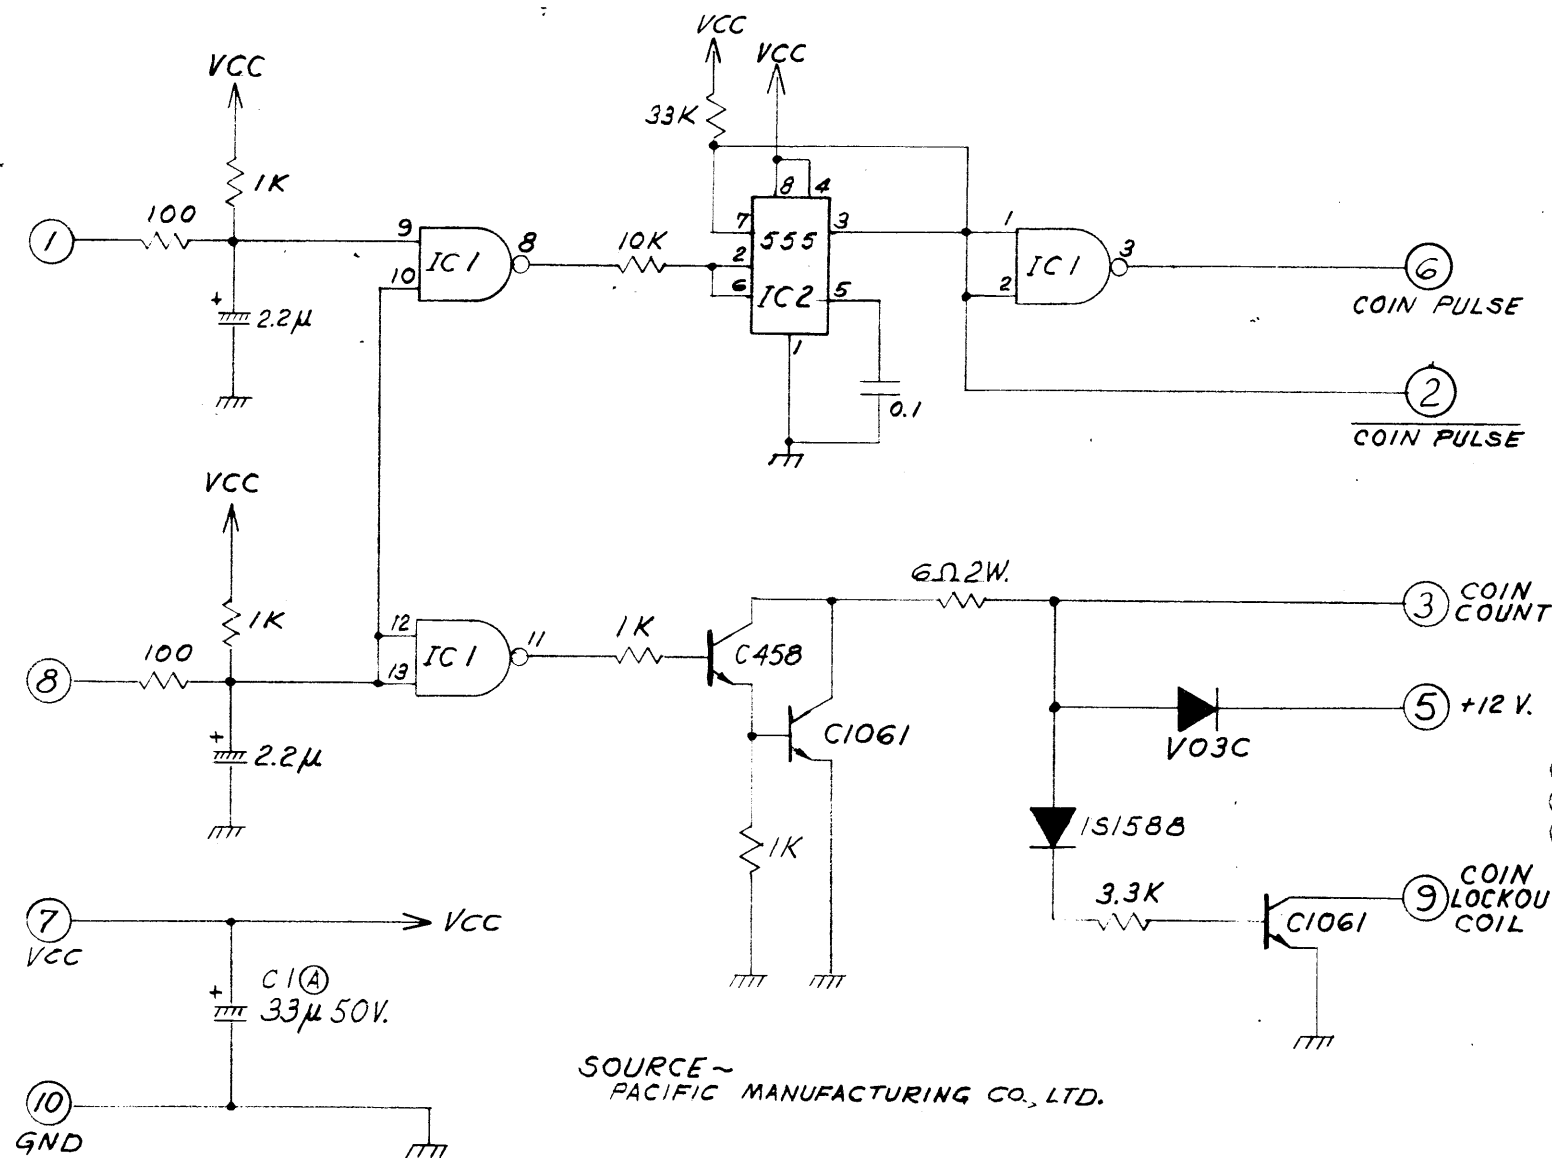 VCC
VCC
VCC
33K
1K
100
1
9
10
IC1
8
10K
7
2
6
8
4
555
IC2
3
5
1
0.1
1
2
IC1
3
6
COIN PULSE
2
COIN PULSE
+
2.2μ
VCC
1K
100
8
12
13
IC1
11
1K
C458
C1061
1K
6Ω2W.
3
COIN
COUNT
5
+12 V.
V03C
1S1588
3.3K
C1061
9
COIN
LOCKOU
COIL
+
2.2μ
7
VCC
VCC
+
C1 A
33μ 50V.
10
GND
SOURCE~
PACIFIC MANUFACTURING CO., LTD.